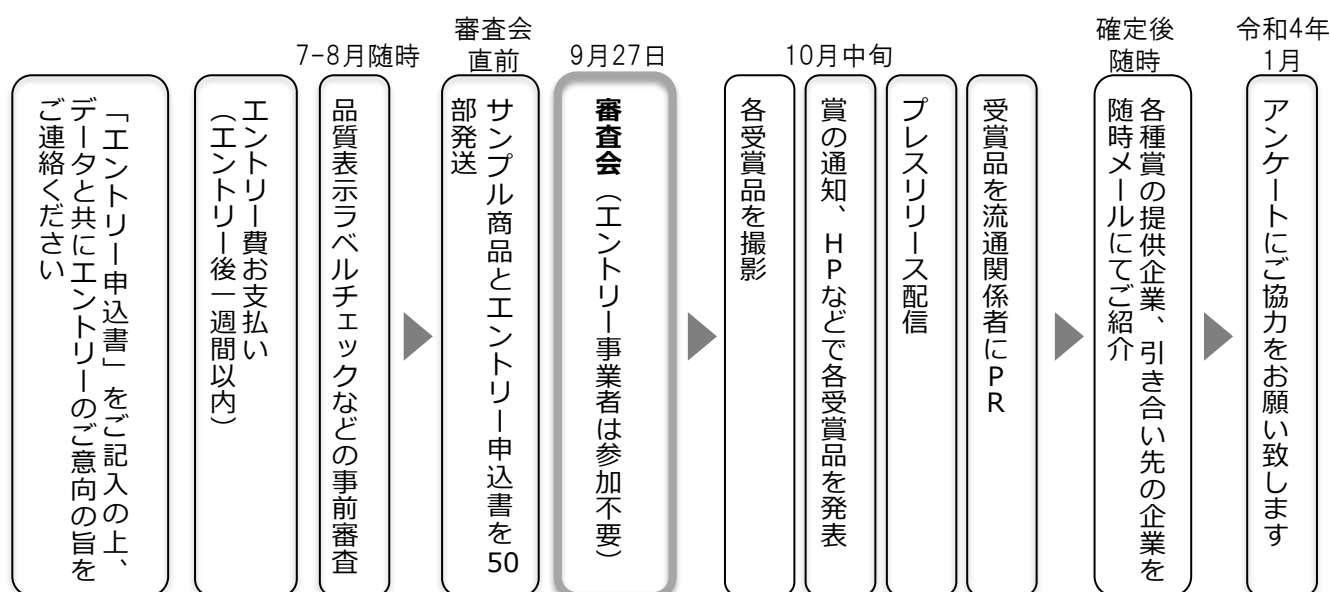 「エントリー申込書」をご記入の上、
データと共にエントリーのご意向の旨を
ご連絡ください
エントリー費お支払い
（エントリー後一週間以内）
7-8月随時
品質表示ラベルチェックなどの事前審査
審査会
直前
サンプル商品とエントリー申込書を50
部発送
9月27日
審査会（エントリー事業者は参加不要）
10月中旬
各受賞品を撮影
賞の通知、HPなどで各受賞品を発表
プレスリリース配信
受賞品を流通関係者にPR
確定後
随時
各種賞の提供企業、引き合い先の企業を
随時メールにてご紹介
令和4年
1月
アンケートにご協力をお願い致します